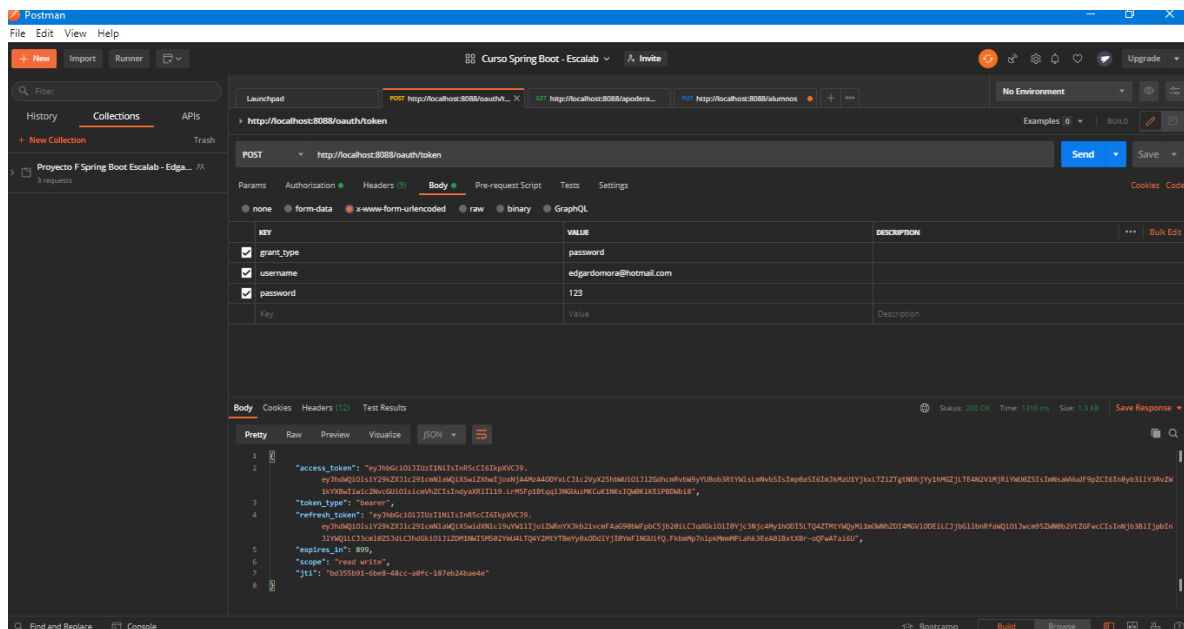 Postman
File Edit View Help
+ New Import Runner
Curso Spring Boot - Escalab
Invite
Upgrade
Filter
Launchpad
POST http://localhost:8088/oauth/t...
GET http://localhost:8088/apodera...
PUT http://localhost:8088/alumnos
No Environment
History Collections APIs
http://localhost:8088/oauth/token
Examples 0
BUILD
+ New Collection Trash
Proyecto F Spring Boot Escalab - Edga...
3 requests
POST http://localhost:8088/oauth/token
Send Save
Params Authorization Headers (9) Body Pre-request Script Tests Settings
Cookies Code
none form-data x-www-form-urlencoded raw binary GraphQL
KEY VALUE DESCRIPTION
Bulk Edit
grant_type password
username edgardomora@hotmail.com
password 123
Key Value Description
Body Cookies Headers (12) Test Results
Status: 200 OK Time: 1316 ms Size: 1.3 KB Save Response
Pretty Raw Preview Visualize JSON
1 {
2 "access_token": "eyJhbGciOiJIUzI1NiIsInR5cCI6IkpXVCJ9.
3 "token_type": "bearer",
4 "refresh_token": "eyJhbGciOiJIUzI1NiIsInR5cCI6IkpXVCJ9.
5 "expires_in": 899,
6 "scope": "read write",
7 "jti": "bd355b91-6be8-48cc-a0fc-187eb24bae4e"
8 }
Find and Replace Console
Bootcamp Build Browse